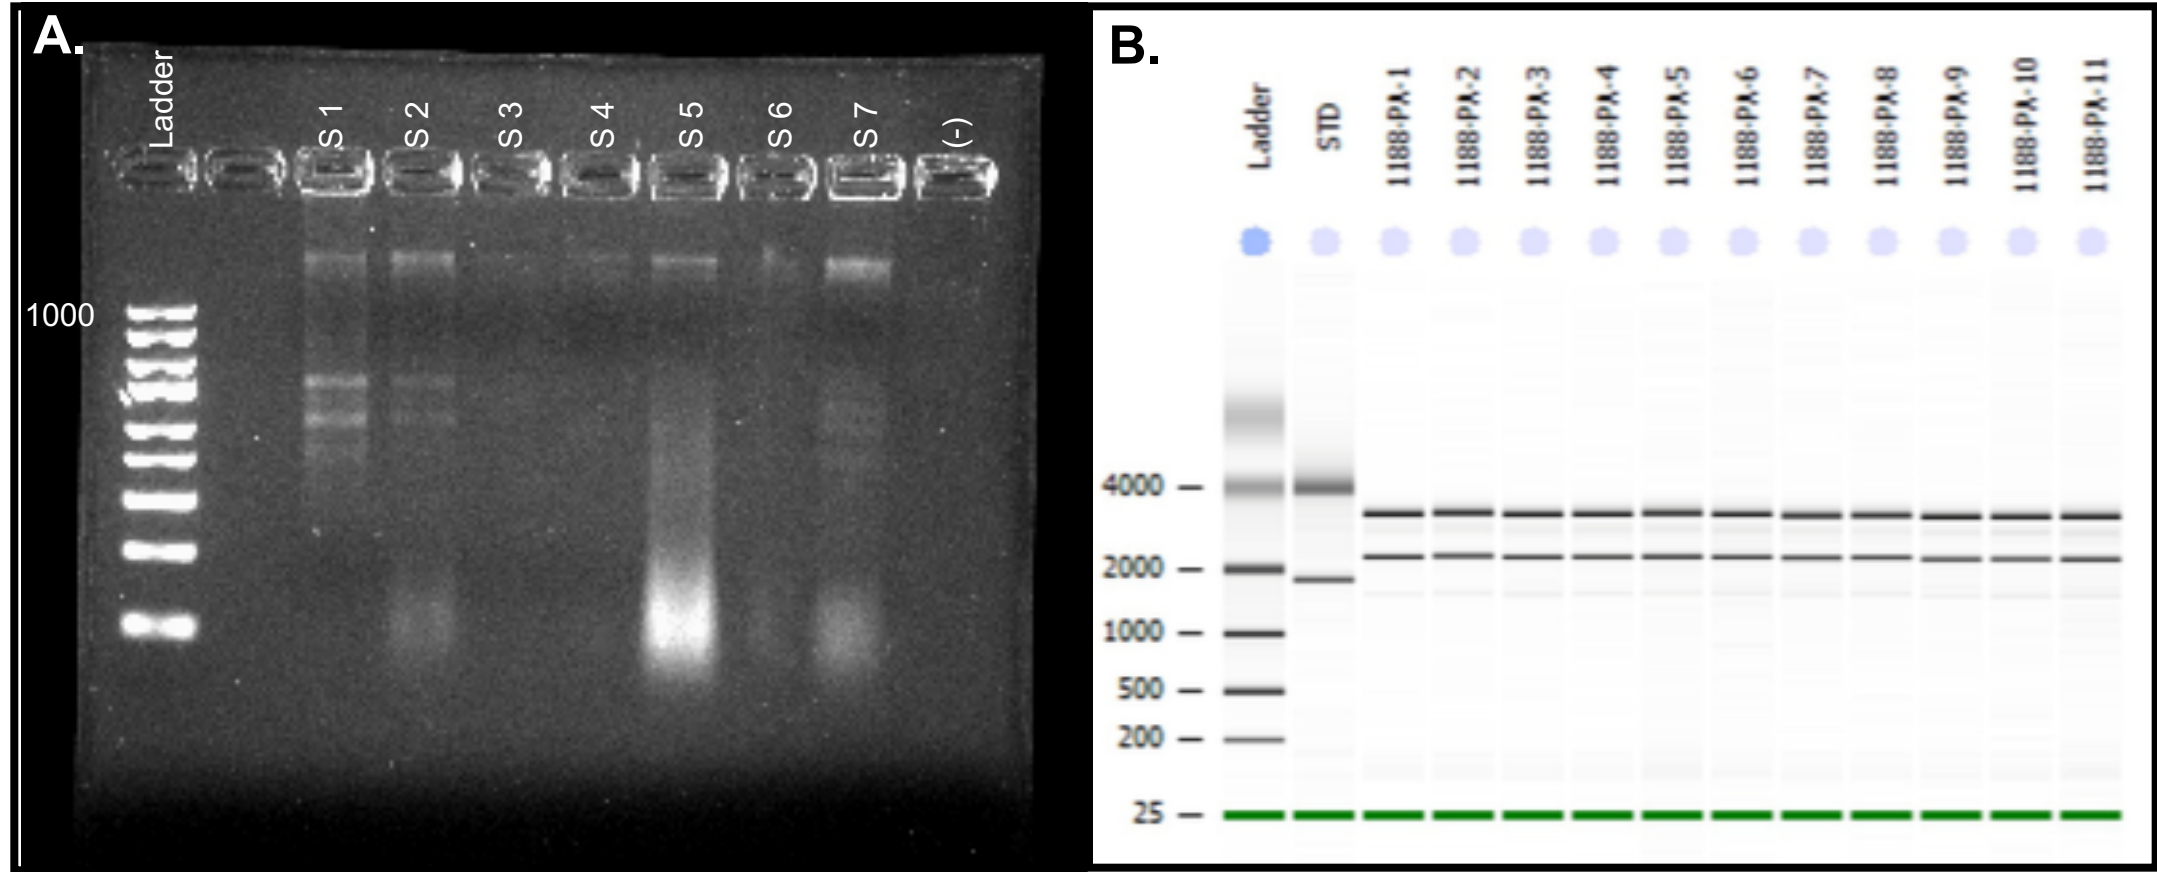 A.
Ladder
S 1
S 2
S 3
S 4
S 5
S 6
S 7
(-)
1000
B.
Ladder
STD
1188-PA-1
1188-PA-2
1188-PA-3
1188-PA-4
1188-PA-5
1188-PA-6
1188-PA-7
1188-PA-8
1188-PA-9
1188-PA-10
1188-PA-11
4000
2000
1000
500
200
25